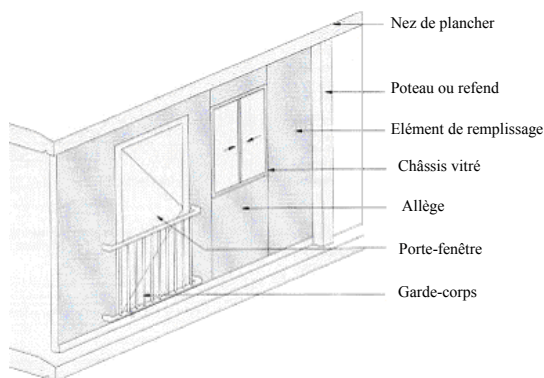 Nez de plancher
Poteau ou refend
Elément de remplissage
Châssis vitré
Allège
Porte-fenêtre
Garde-corps